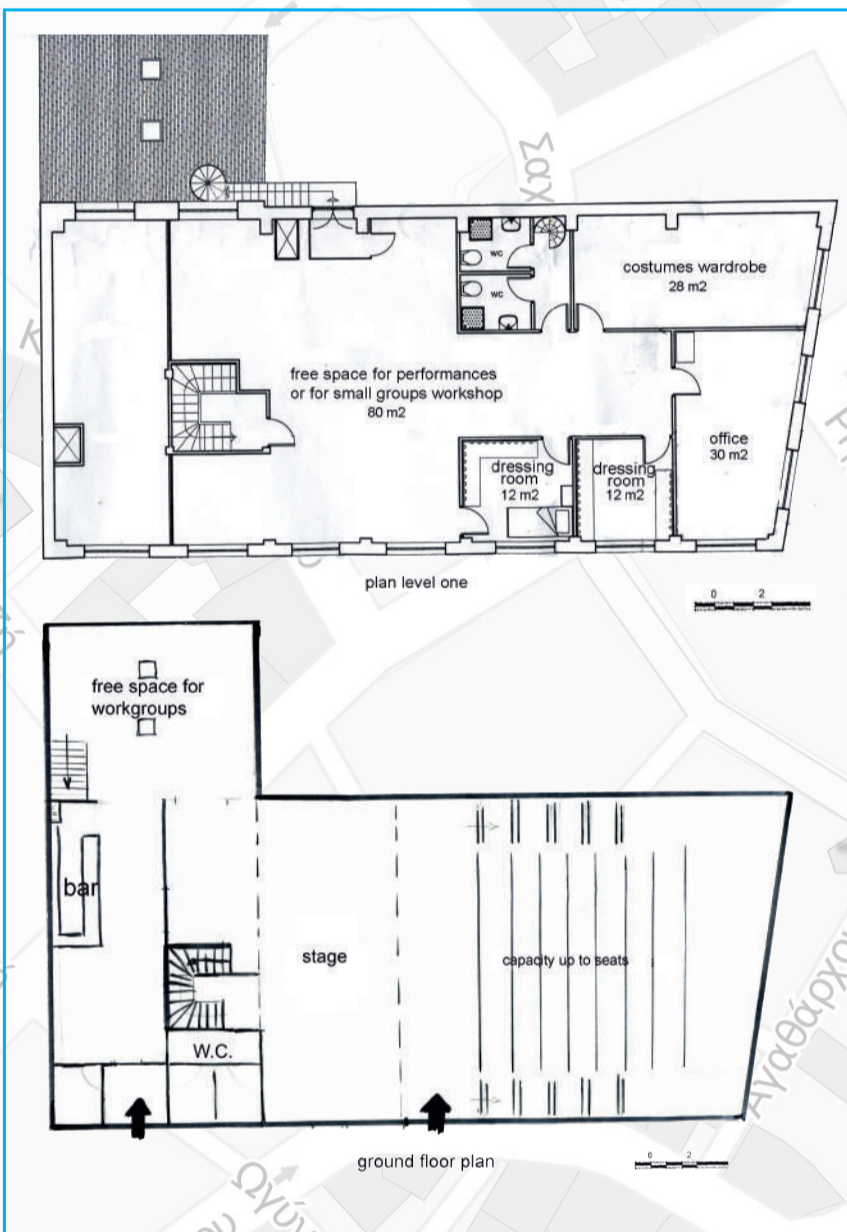 Σαχ
wc
wc
costumes wardrobe
28 m2
free space for performances
or for small groups workshop
80 m2
office
30 m2
dressing
room
12 m2
dressing
room
12 m2
plan level one
0 2
free space for
workgroups
bar
stage
capacity up to seats
W.C.
Αγαθάρχου
ground floor plan
0 2
Ωγύγ
ου